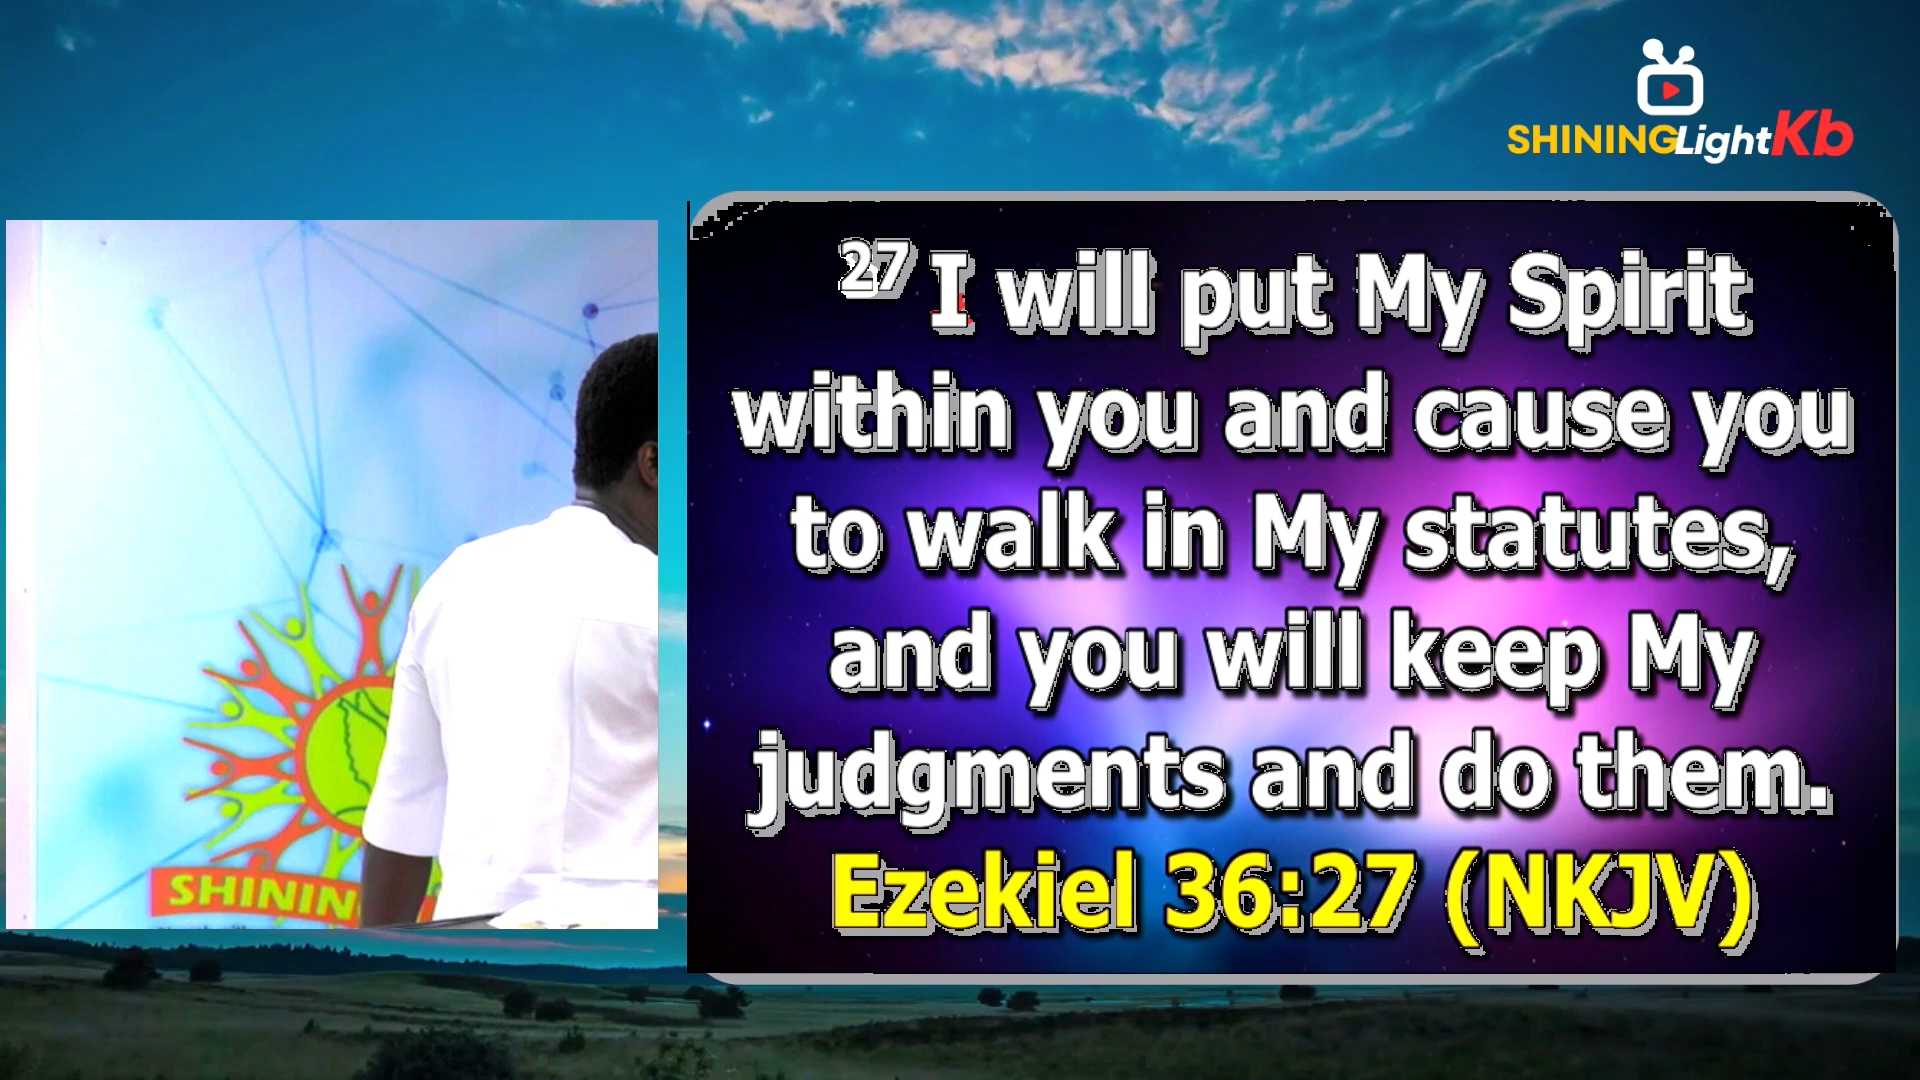 SHININGLightKb
27 I will put My Spirit
within you and cause you
to walk in My statutes,
and you will keep My
judgments and do them.
Ezekiel 36:27 (NKJV)
SHININ